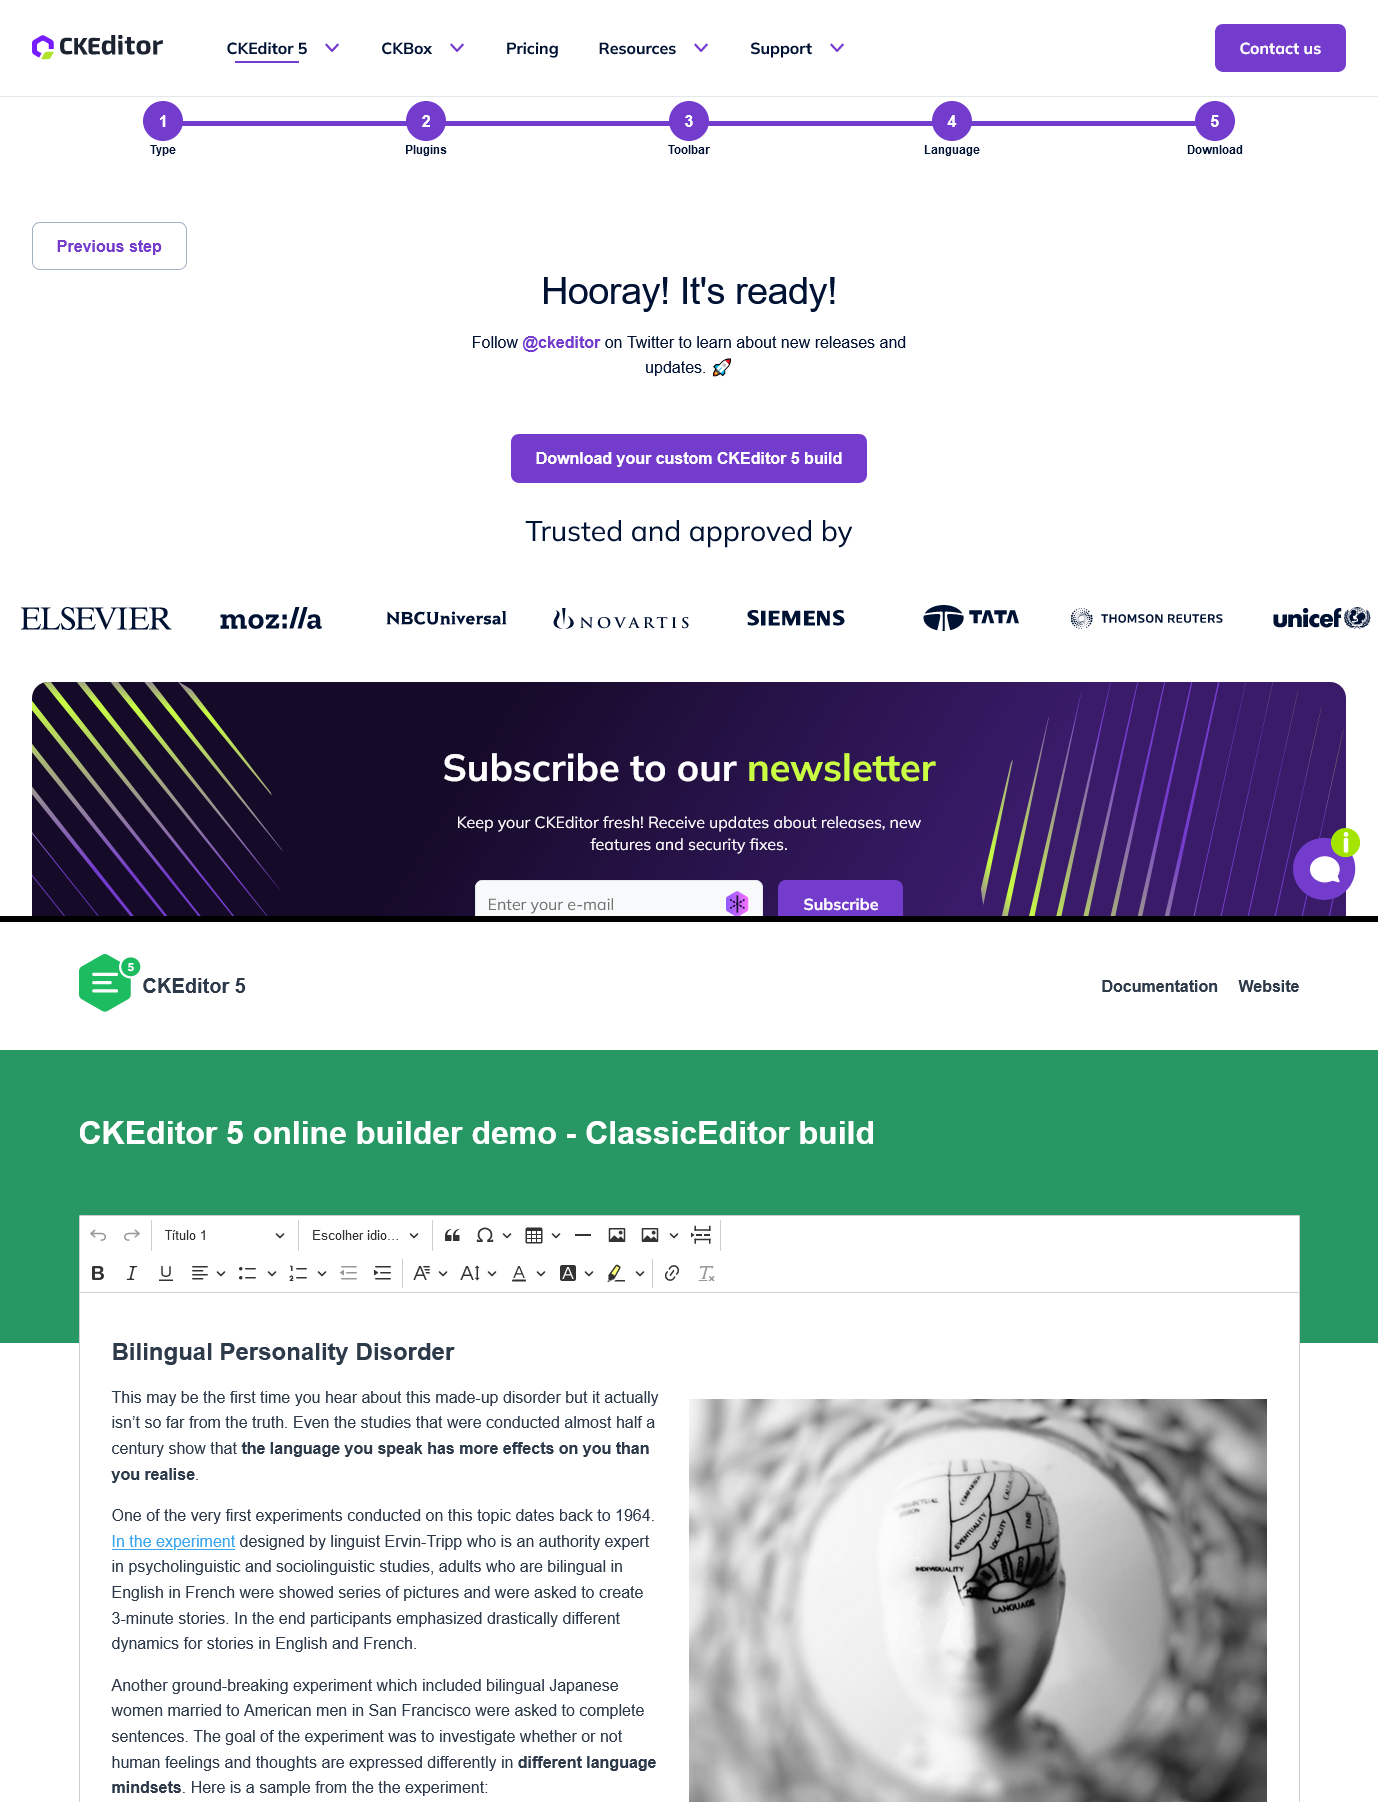 CKEditor
CKEditor 5
CKBox
Pricing
Resources
Support
Contact us
1
2
3
4
5
Type
Plugins
Toolbar
Language
Download
Previous step
Hooray! It's ready!
Follow @ckeditor on Twitter to learn about new releases and
updates. 🚀
Download your custom CKEditor 5 build
Trusted and approved by
ELSEVIER
moz://a
NBCUniversal
NOVARTIS
SIEMENS
TATA
THOMSON REUTERS
unicef
Subscribe to our newsletter
Keep your CKEditor fresh! Receive updates about releases, new
features and security fixes.
Enter your e-mail
Subscribe
i
5
CKEditor 5
Documentation
Website
CKEditor 5 online builder demo - ClassicEditor build
Título 1
Escolher idio...
Bilingual Personality Disorder
This may be the first time you hear about this made-up disorder but it actually
isn’t so far from the truth. Even the studies that were conducted almost half a
century show that the language you speak has more effects on you than
you realise.
One of the very first experiments conducted on this topic dates back to 1964.
In the experiment designed by linguist Ervin-Tripp who is an authority expert
in psycholinguistic and sociolinguistic studies, adults who are bilingual in
English in French were showed series of pictures and were asked to create
3-minute stories. In the end participants emphasized drastically different
dynamics for stories in English and French.
Another ground-breaking experiment which included bilingual Japanese
women married to American men in San Francisco were asked to complete
sentences. The goal of the experiment was to investigate whether or not
human feelings and thoughts are expressed differently in different language
mindsets. Here is a sample from the the experiment:
COMPARISON
EVENTUALITY
LOCALITY
TIME
INDIVIDUALITY
LANGUAGE